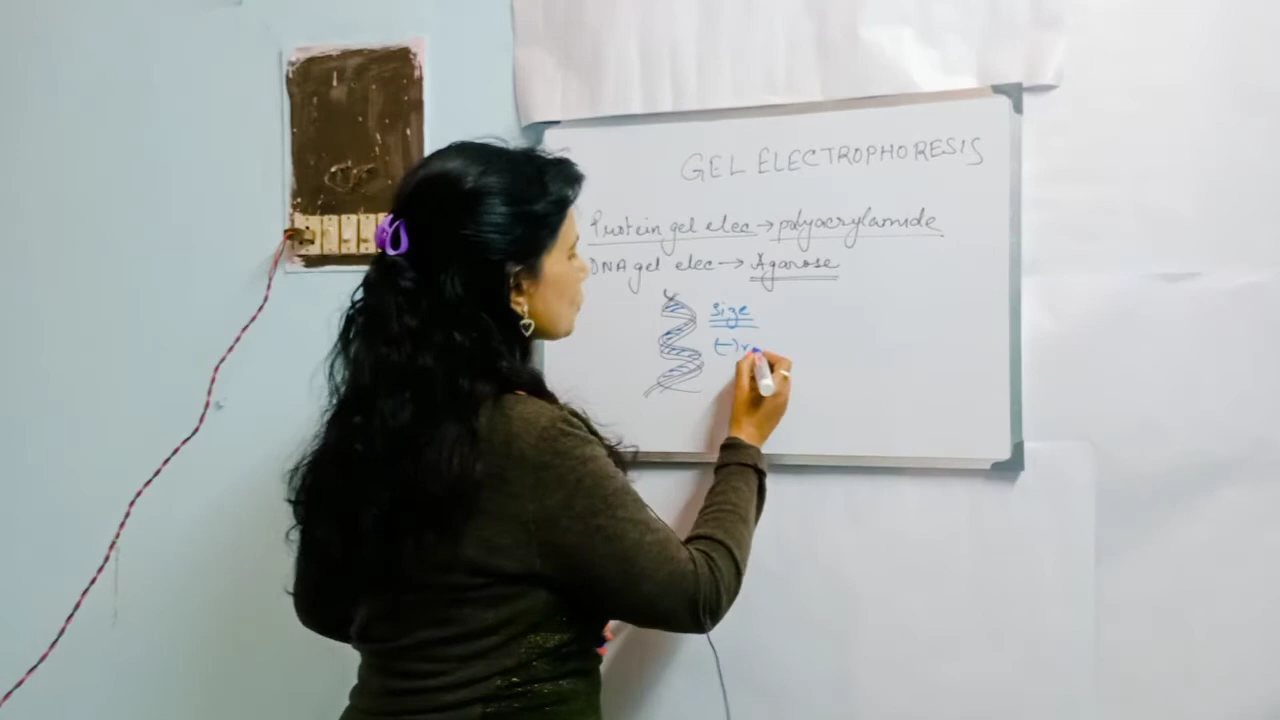 GEL ELECTROPHORESIS
Protein gel elec → polyacrylamide
DNA gel elec → Agarose
size
(-)v